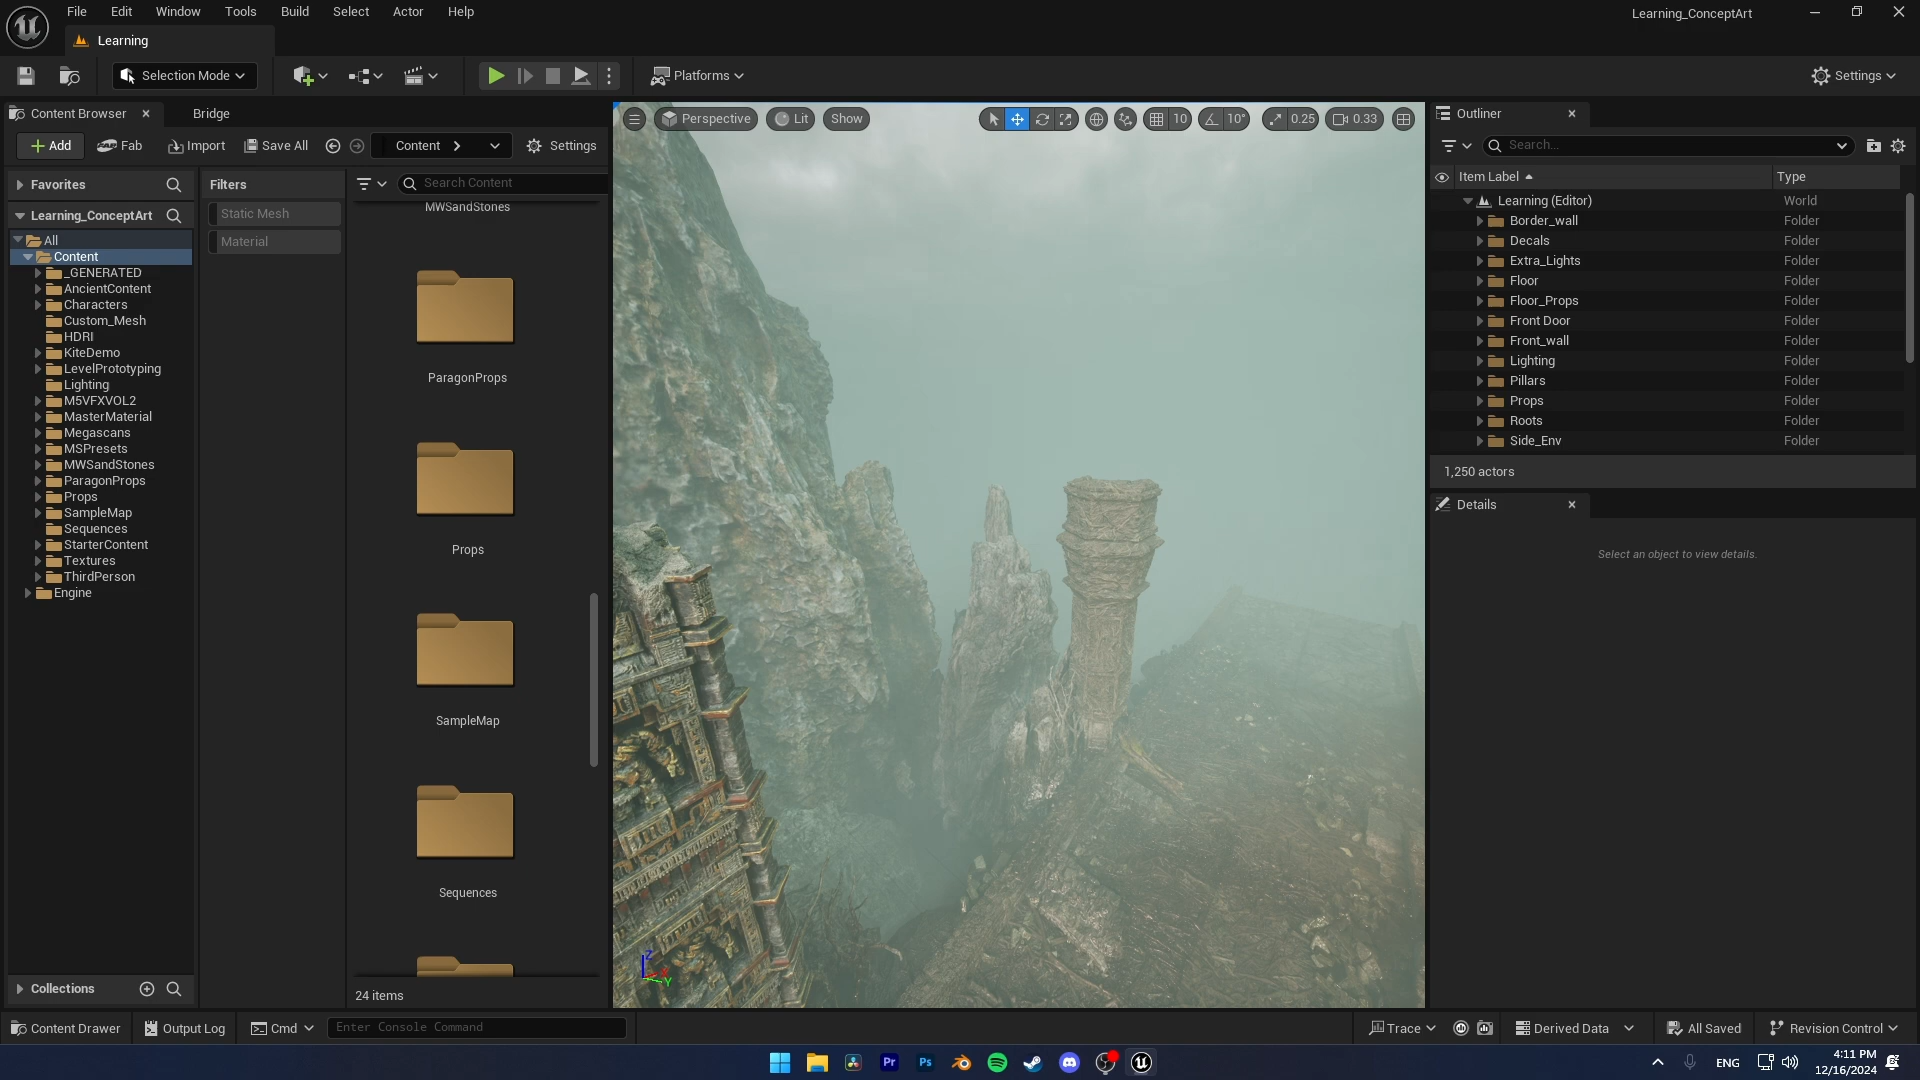 File Edit Window Tools Build Select Actor Help
Learning_ConceptArt
Learning
Selection Mode
Platforms
Settings
Content Browser
Bridge
Add
Fab
Import
Save All
Content
Settings
Favorites
Filters
Search Content
Learning_ConceptArt
Static Mesh
Material
All
Content
_GENERATED
AncientContent
Characters
Custom_Mesh
HDRI
KiteDemo
LevelPrototyping
Lighting
M5VFXVOL2
MasterMaterial
Megascans
MSPresets
MWSandStones
ParagonProps
Props
SampleMap
Sequences
StarterContent
Textures
ThirdPerson
Engine
Collections
MWSandStones
ParagonProps
Props
SampleMap
Sequences
24 items
Perspective
Lit
Show
10
10°
0.25
0.33
Z
X
Y
Outliner
Search...
Item Label
Type
Learning (Editor) World
Border_wall Folder
Decals Folder
Extra_Lights Folder
Floor Folder
Floor_Props Folder
Front Door Folder
Front_wall Folder
Lighting Folder
Pillars Folder
Props Folder
Roots Folder
Side_Env Folder
1,250 actors
Details
Select an object to view details.
Content Drawer
Output Log
Cmd
Enter Console Command
Trace
Derived Data
All Saved
Revision Control
Pr
Ps
ENG
4:11 PM
12/16/2024